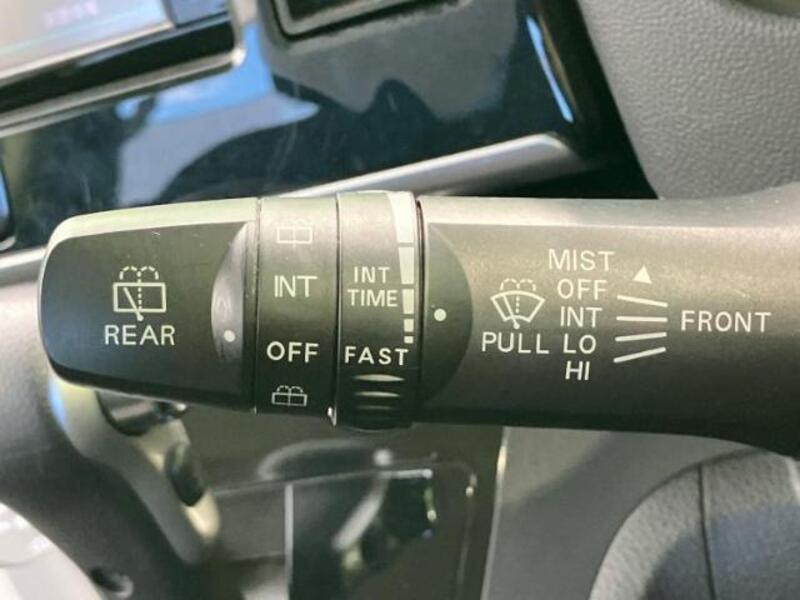 REAR
INT
OFF
INT
TIME
FAST
PULL
MIST
OFF
INT
LO
HI
FRONT